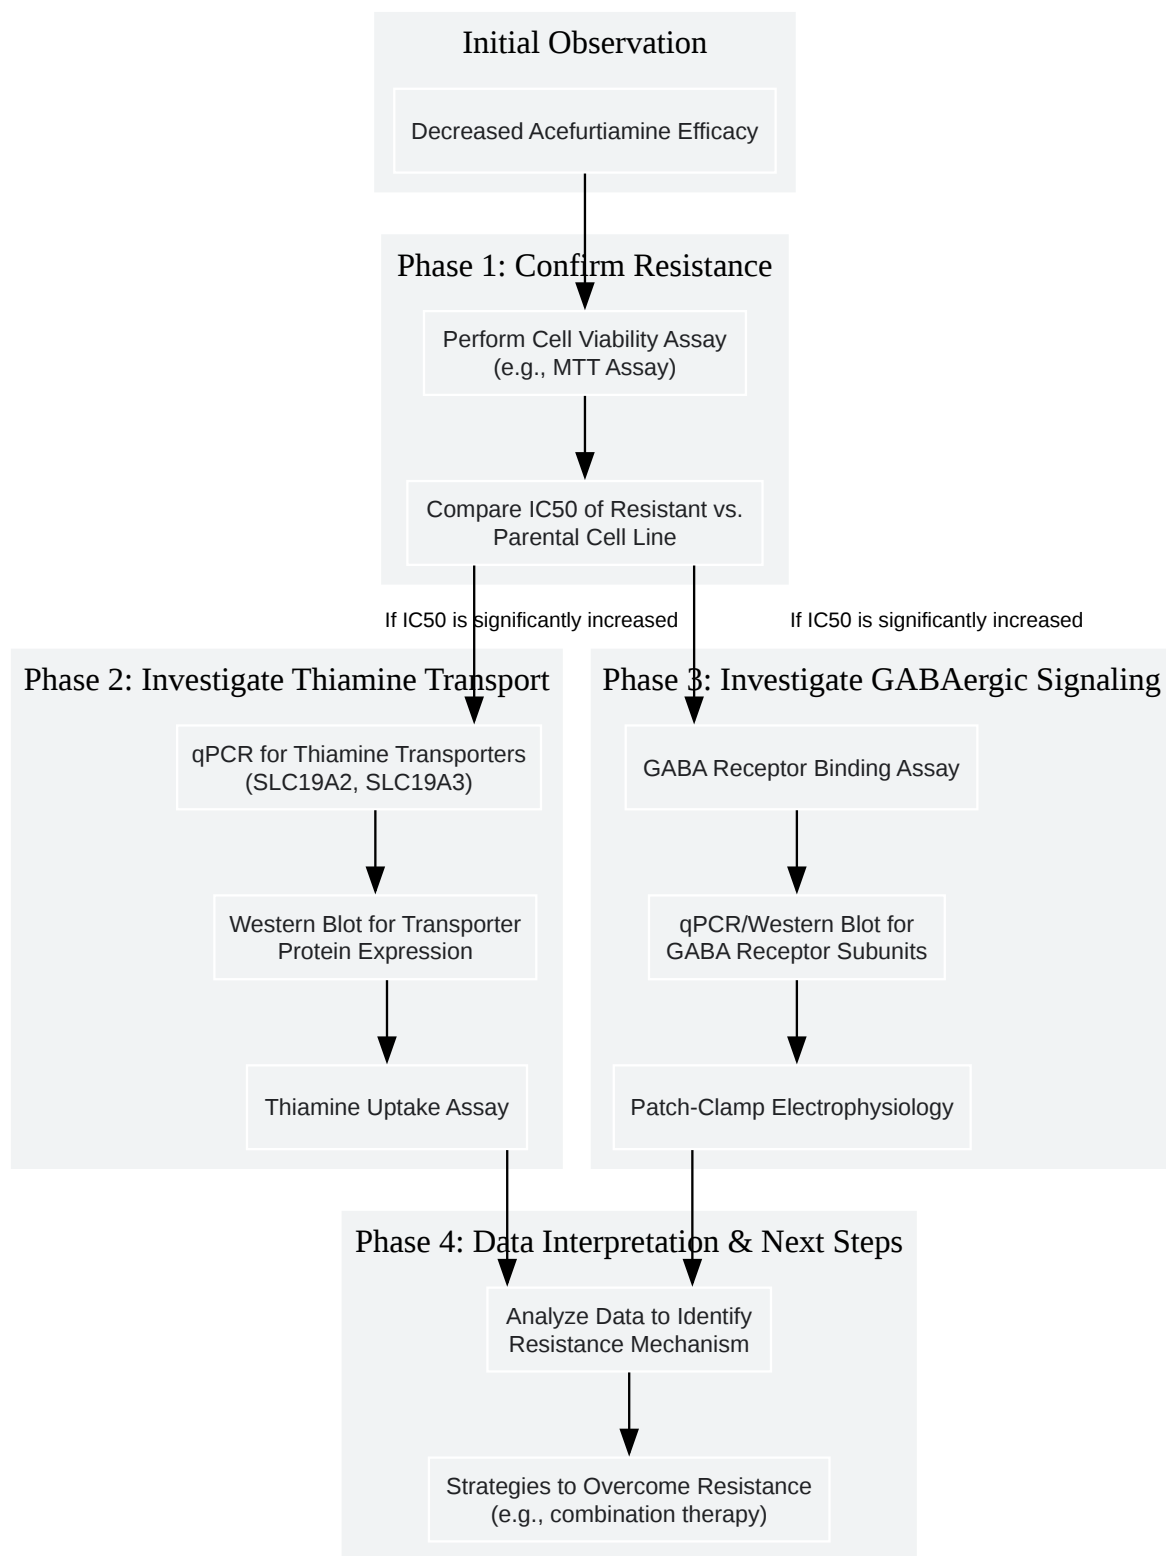 Initial Observation
Decreased Acefurtiamine Efficacy
Phase 1: Confirm Resistance
Perform Cell Viability Assay
(e.g., MTT Assay)
Compare IC50 of Resistant vs.
Parental Cell Line
If IC50 is significantly increased
If IC50 is significantly increased
Phase 2: Investigate Thiamine Transport
qPCR for Thiamine Transporters
(SLC19A2, SLC19A3)
Western Blot for Transporter
Protein Expression
Thiamine Uptake Assay
Phase 3: Investigate GABAergic Signaling
GABA Receptor Binding Assay
qPCR/Western Blot for
GABA Receptor Subunits
Patch-Clamp Electrophysiology
Phase 4: Data Interpretation & Next Steps
Analyze Data to Identify
Resistance Mechanism
Strategies to Overcome Resistance
(e.g., combination therapy)